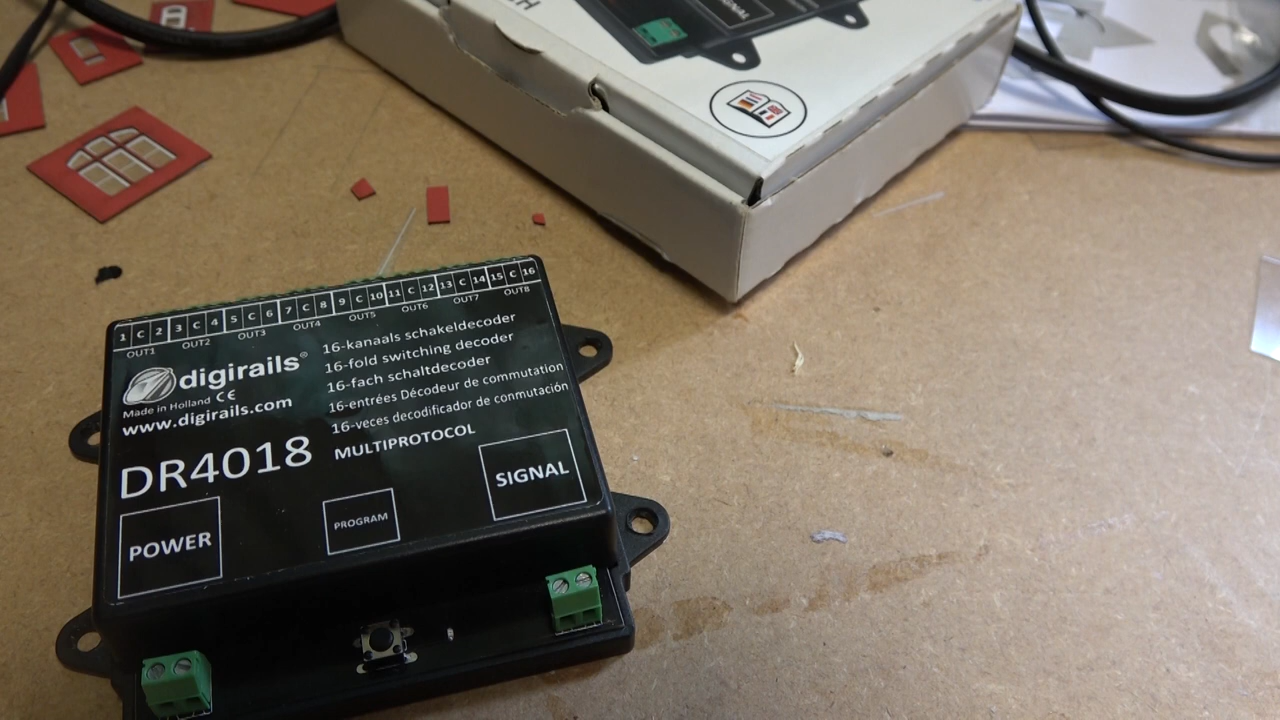 1 C 2 3 C 4 5 C 6 7 C 8 9 C 10 11 C 12 13 C 14 15 C 16
OUT1 OUT2 OUT3 OUT4 OUT5 OUT6 OUT7 OUT8
digirails®
Made in Holland CE
www.digirails.com
16-kanaals schakeldecoder
16-fold switching decoder
16-fach schaltdecoder
16-entrées Décodeur de commutation
16-veces decodificador de conmutación
DR4018 MULTIPROTOCOL
POWER
PROGRAM
SIGNAL